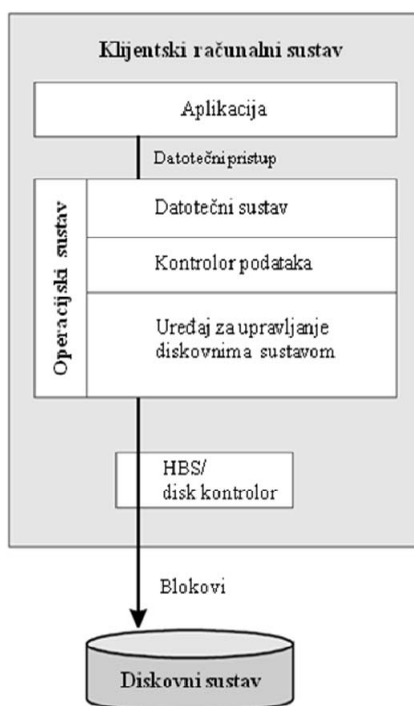 Klijentski računalni sustav
Aplikacija
Datotečni pristup
Operacijski sustav
Datotečni sustav
Kontrolor podataka
Uređaj za upravljanje
diskovnima sustavom
HBS/
disk kontrolor
Blokovi
Diskovni sustav